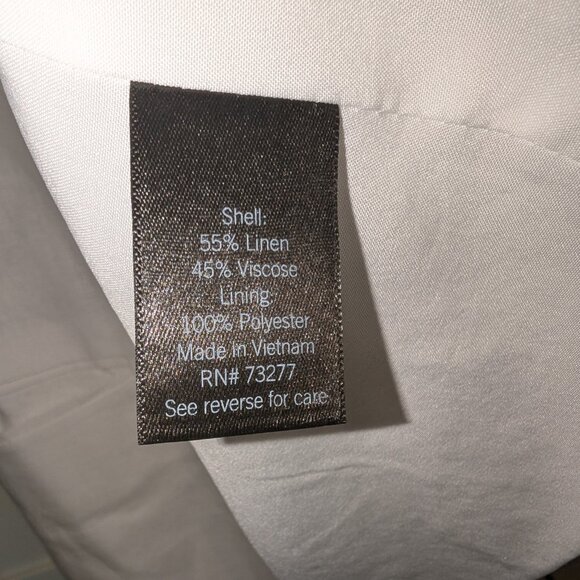 Shell:
55% Linen
45% Viscose
Lining:
100% Polyester
Made in Vietnam
RN# 73277
See reverse for care